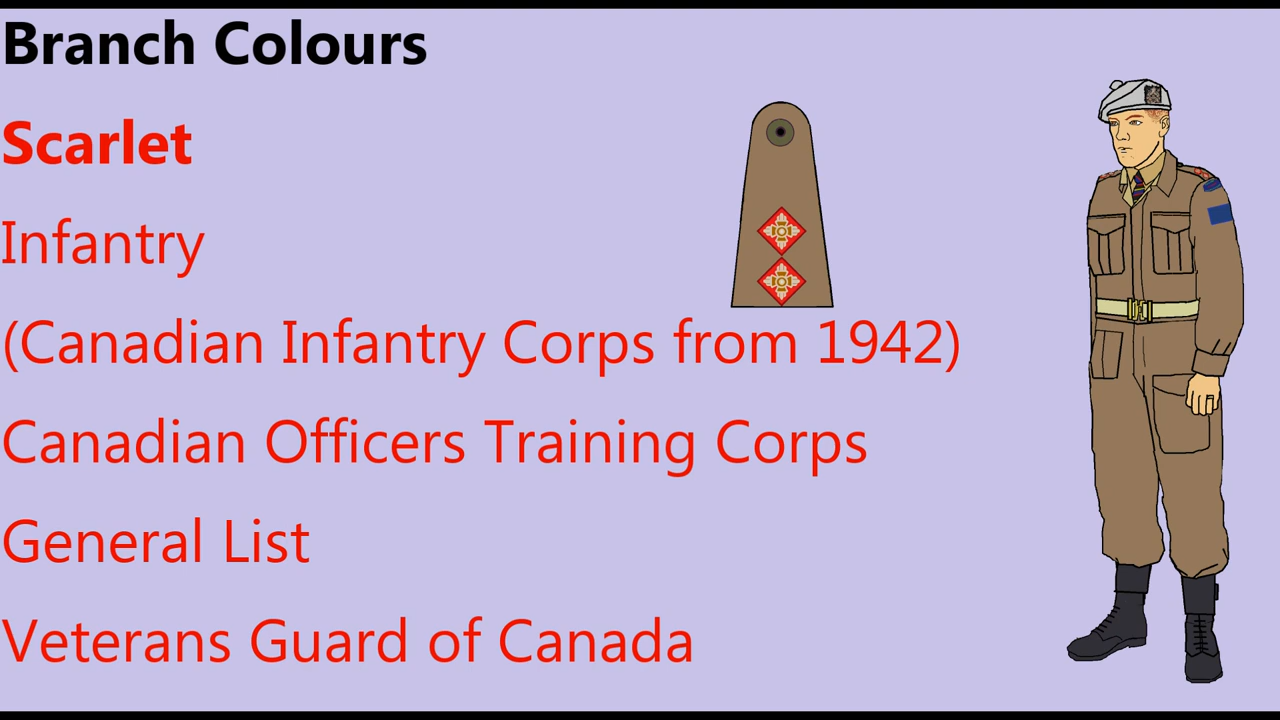 Branch Colours
Scarlet
Infantry
(Canadian Infantry Corps from 1942)
Canadian Officers Training Corps
General List
Veterans Guard of Canada